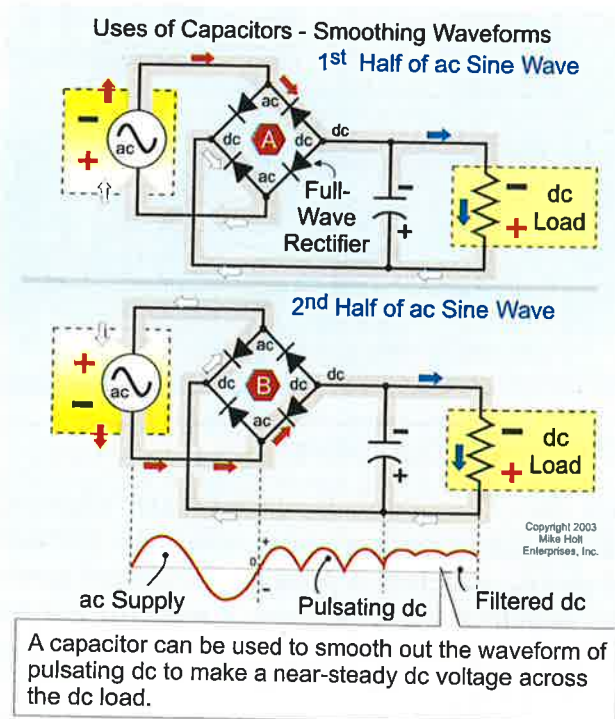 Uses of Capacitors - Smoothing Waveforms
1st Half of ac Sine Wave
ac
-
+
ac
dc
A
dc
dc
ac
Full-
Wave
Rectifier
-
+
-
+
dc
Load
2nd Half of ac Sine Wave
+
ac
-
ac
dc
B
dc
dc
ac
-
+
-
+
dc
Load
Copyright 2003
Mike Holt
Enterprises, Inc.
+
0
-
ac Supply
Pulsating dc
Filtered dc
A capacitor can be used to smooth out the waveform of
pulsating dc to make a near-steady dc voltage across
the dc load.